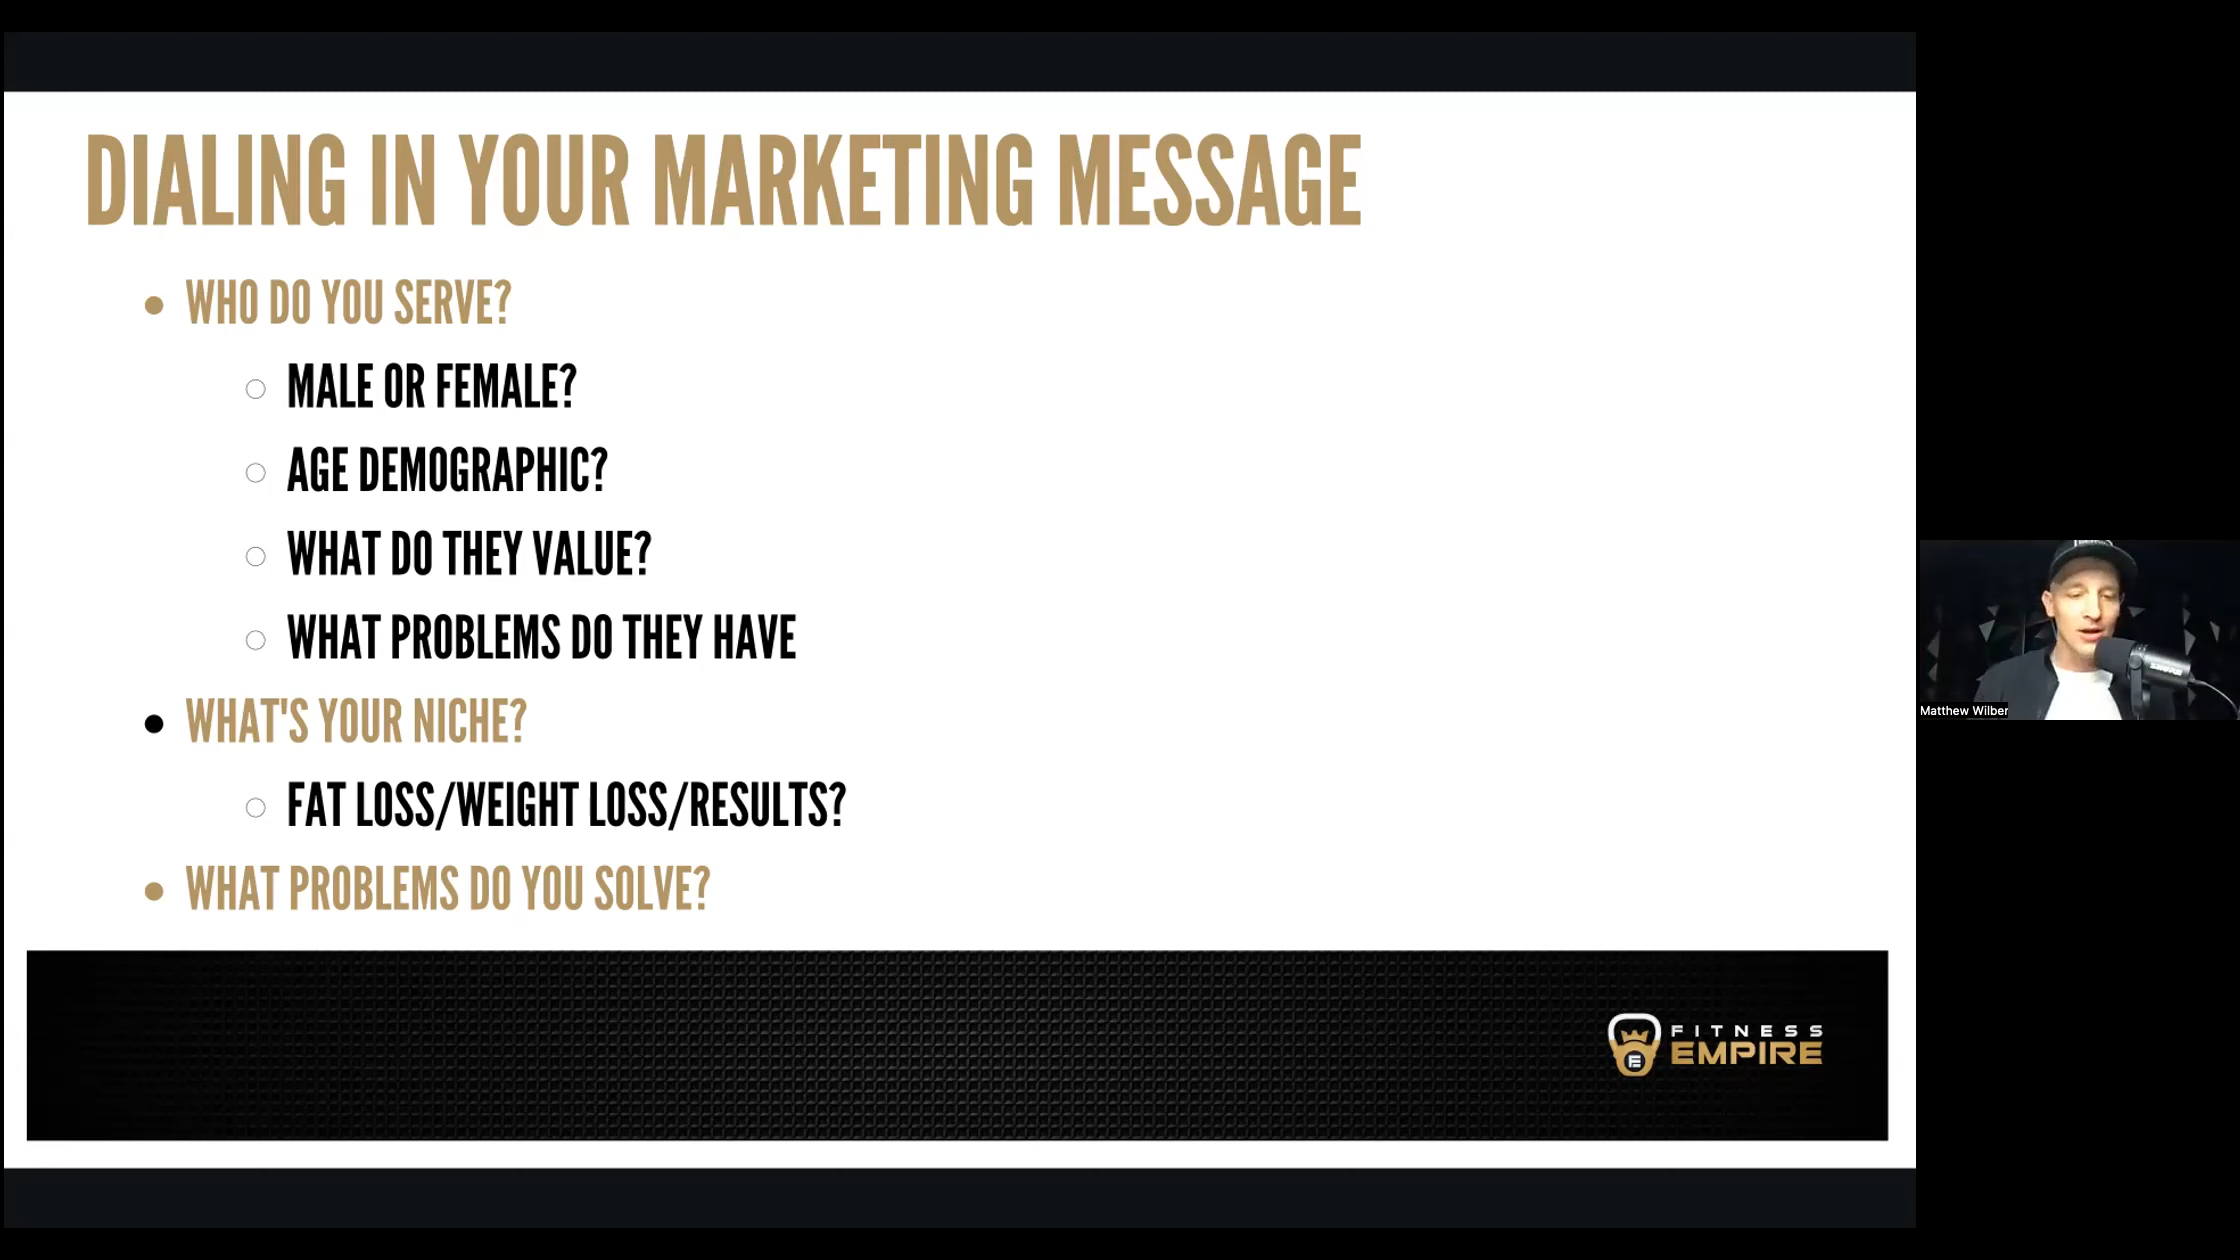 DIALING IN YOUR MARKETING MESSAGE
WHO DO YOU SERVE?
MALE OR FEMALE?
AGE DEMOGRAPHIC?
WHAT DO THEY VALUE?
WHAT PROBLEMS DO THEY HAVE
WHAT'S YOUR NICHE?
FAT LOSS/WEIGHT LOSS/RESULTS?
WHAT PROBLEMS DO YOU SOLVE?
E
FITNESS
EMPIRE
SHURE
Matthew Wilber